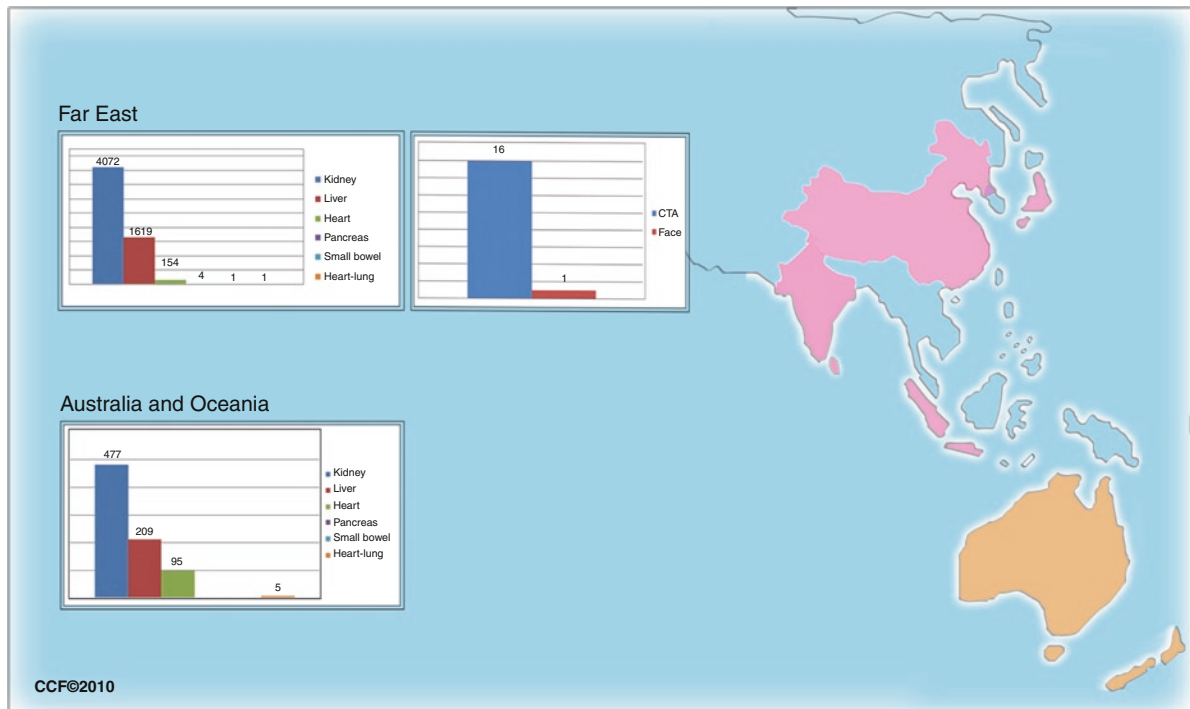 Far East
4072
1619
154
4
1
1
Kidney
Liver
Heart
Pancreas
Small bowel
Heart-lung
16
1
CTA
Face
Australia and Oceania
477
209
95
5
Kidney
Liver
Heart
Pancreas
Small bowel
Heart-lung
CCF©2010